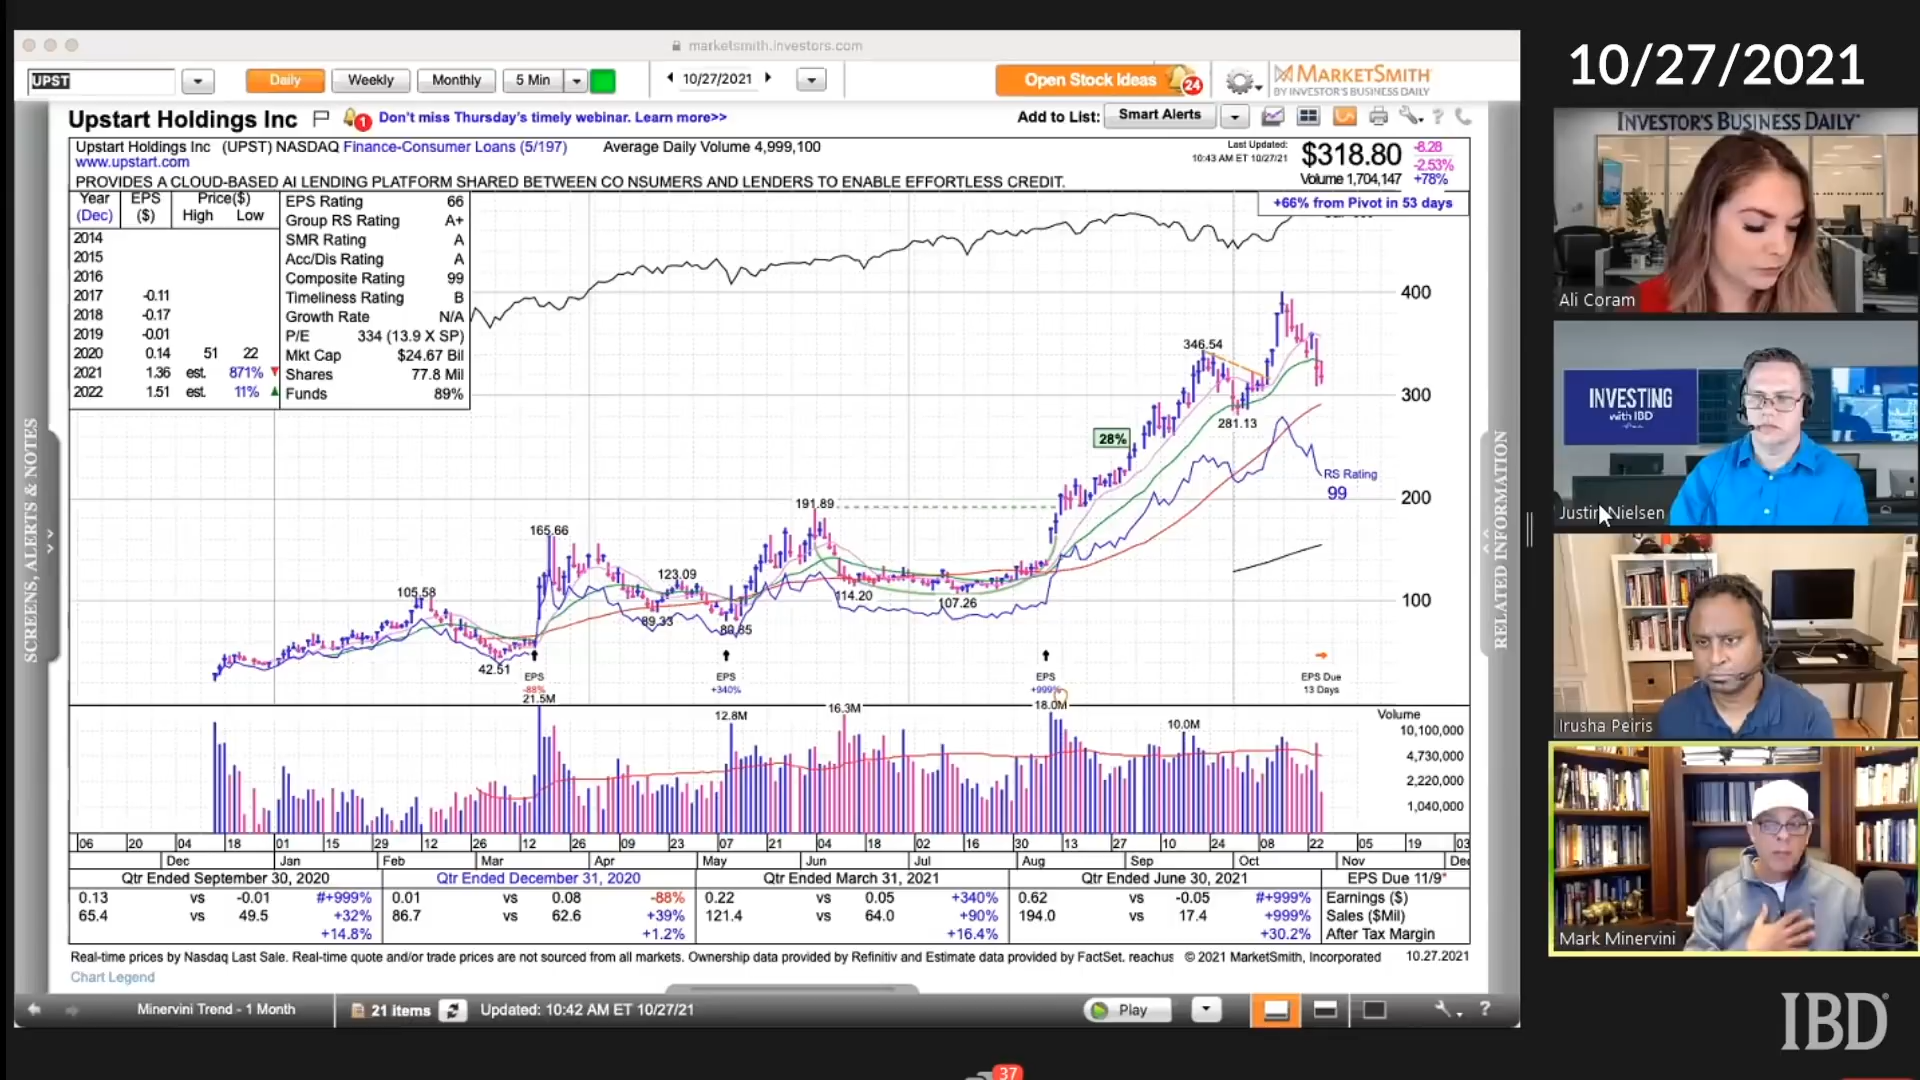 marketsmith.investors.com
10/27/2021
UPST
Daily
Weekly
Monthly
5 Min
10/27/2021
Open Stock Ideas
24
MARKETSMITH
BY INVESTOR'S BUSINESS DAILY
Upstart Holdings Inc
1
Don't miss Thursday's timely webinar. Learn more>>
Add to List:
Smart Alerts
?
Upstart Holdings Inc (UPST) NASDAQ Finance-Consumer Loans (5/197) Average Daily Volume 4,999,100
www.upstart.com
PROVIDES A CLOUD-BASED AI LENDING PLATFORM SHARED BETWEEN CO NSUMERS AND LENDERS TO ENABLE EFFORTLESS CREDIT.
Last Updated:
10:43 AM ET 10/27/21
$318.80
Volume 1,704,147
-8.28
-2.53%
+78%
+66% from Pivot in 53 days
Year EPS Price($)
(Dec) ($) High Low
2014
2015
2016
2017 -0.11
2018 -0.17
2019 -0.01
2020 0.14 51 22
2021 1.36 est. 871%
2022 1.51 est. 11%
EPS Rating 66
Group RS Rating A+
SMR Rating A
Acc/Dis Rating A
Composite Rating 99
Timeliness Rating B
Growth Rate N/A
P/E 334 (13.9 X SP)
Mkt Cap $24.67 Bil
Shares 77.8 Mil
Funds 89%
400
346.54
300
281.13
28%
RS Rating
99
200
191.89
165.66
123.09
105.58
114.20
107.26
100
89.33
80.85
42.51
EPS
-88%
21.5M
EPS
+340%
EPS
+999%
18.0M
EPS Due
13 Days
12.8M
16.3M
10.0M
Volume
10,100,000
4,730,000
2,220,000
1,040,000
06 20 04 18 01 15 29 12 26 12 26 09 23 07 21 04 18 02 16 30 13 27 10 24 08 22 05 19 03
Dec Jan Feb Mar Apr May Jun Jul Aug Sep Oct Nov Dec
Qtr Ended September 30, 2020 Qtr Ended December 31, 2020 Qtr Ended March 31, 2021 Qtr Ended June 30, 2021 EPS Due 11/9*
0.13 vs -0.01 #+999% 0.01 vs 0.08 -88% 0.22 vs 0.05 +340% 0.62 vs -0.05 #+999% Earnings ($)
65.4 vs 49.5 +32% 86.7 vs 62.6 +39% 121.4 vs 64.0 +90% 194.0 vs 17.4 +999% Sales ($Mil)
+14.8% +1.2% +16.4% +30.2% After Tax Margin
Real-time prices by Nasdaq Last Sale. Real-time quote and/or trade prices are not sourced from all markets. Ownership data provided by Refinitiv and Estimate data provided by FactSet. reachus © 2021 MarketSmith, Incorporated 10.27.2021
Chart Legend
Minervini Trend - 1 Month
21 items
Updated: 10:42 AM ET 10/27/21
Play
?
37
SCREENS, ALERTS & NOTES
RELATED INFORMATION
INVESTOR'S BUSINESS DAILY
Ali Coram
INVESTING
with IBD
Justin Nielsen
Irusha Peiris
Mark Minervini
IBD